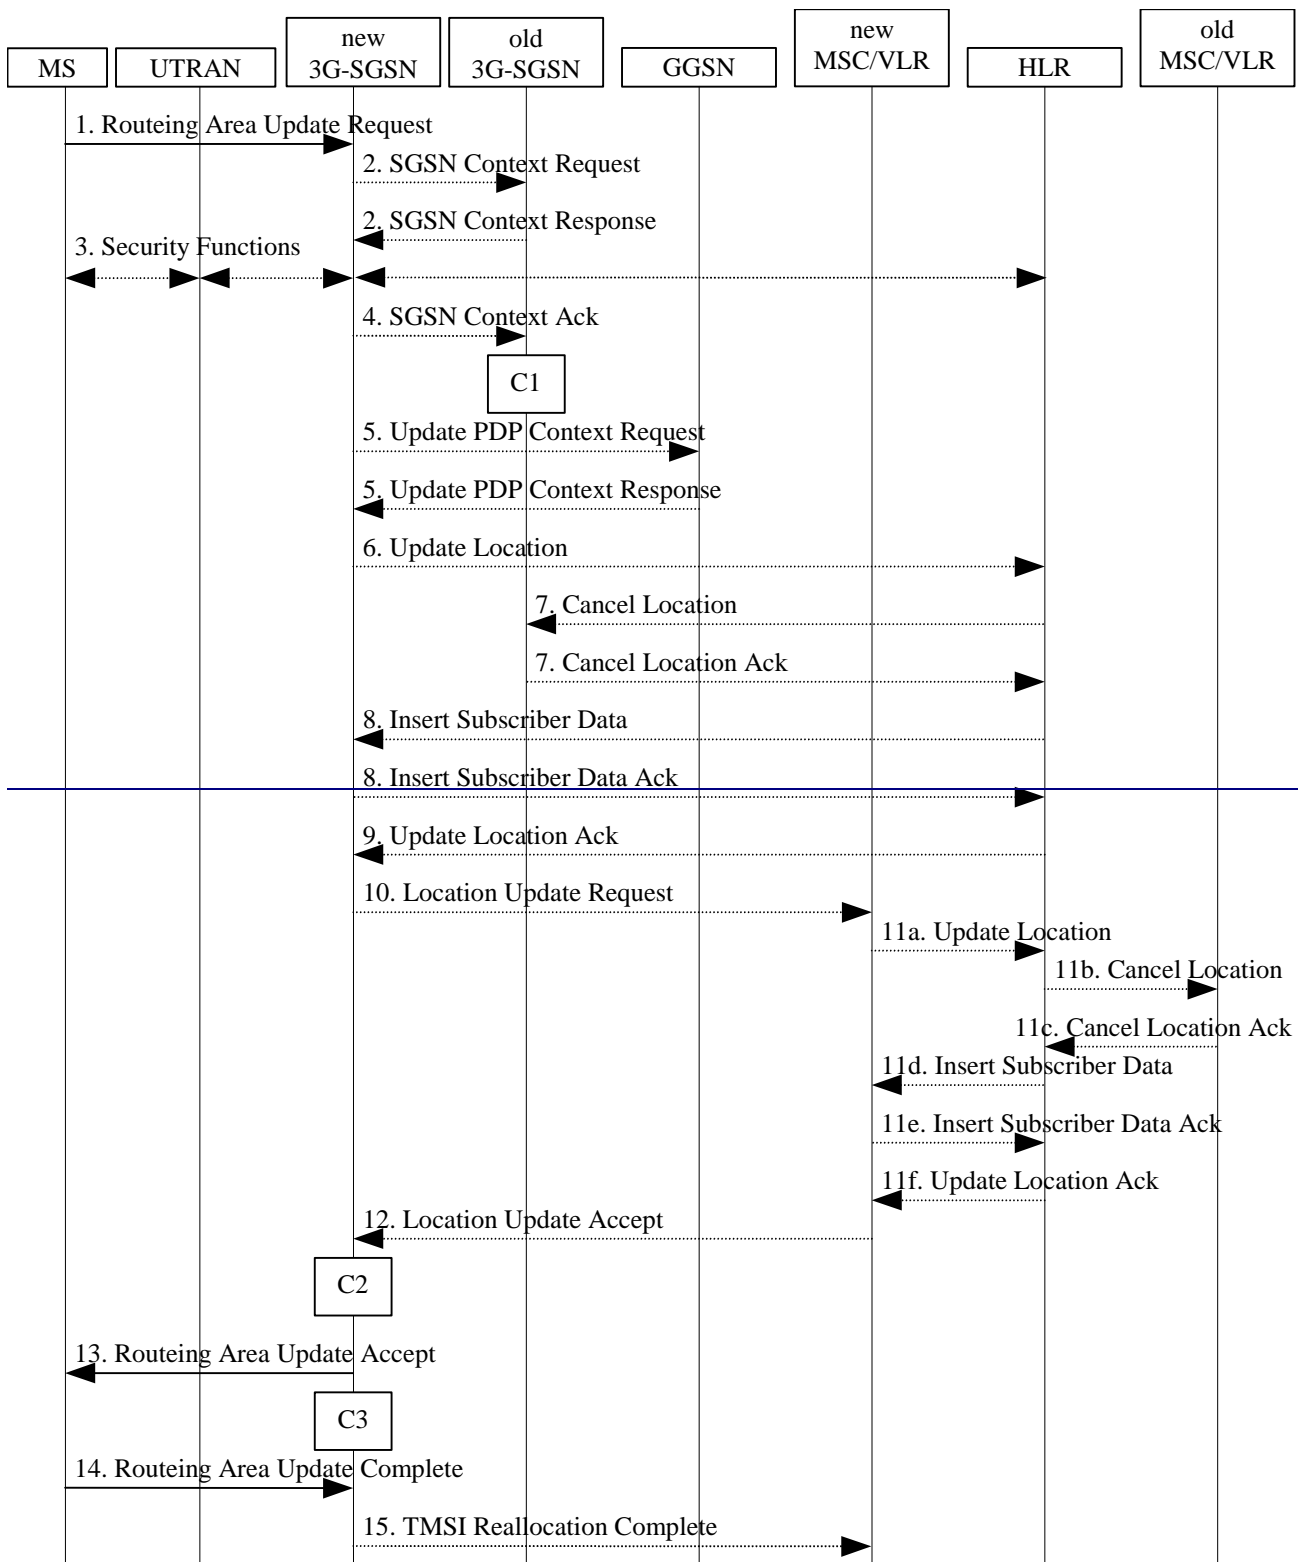 MS
UTRAN
new
3G-SGSN
old
3G-SGSN
GGSN
new
MSC/VLR
HLR
old
MSC/VLR
1. Routeing Area Update Request
2. SGSN Context Request
2. SGSN Context Response
3. Security Functions
4. SGSN Context Ack
C1
5. Update PDP Context Request
5. Update PDP Context Response
6. Update Location
7. Cancel Location
7. Cancel Location Ack
8. Insert Subscriber Data
8. Insert Subscriber Data Ack
9. Update Location Ack
10. Location Update Request
11a. Update Location
11b. Cancel Location
11c. Cancel Location Ack
11d. Insert Subscriber Data
11e. Insert Subscriber Data Ack
11f. Update Location Ack
12. Location Update Accept
C2
13. Routeing Area Update Accept
C3
14. Routeing Area Update Complete
15. TMSI Reallocation Complete